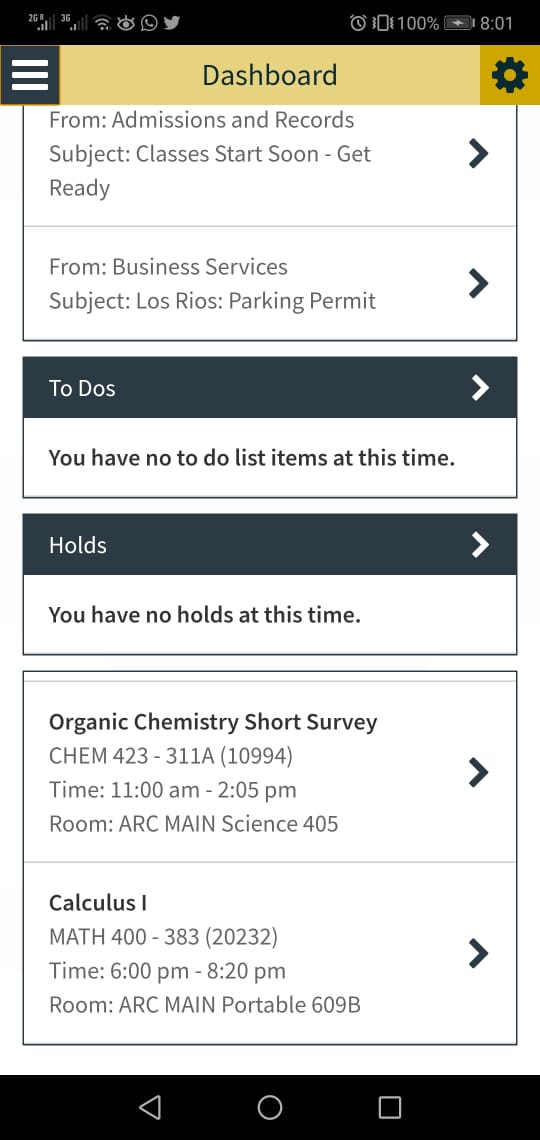 2G R 3G 100% 8:01
Dashboard
From: Admissions and Records
Subject: Classes Start Soon - Get
Ready
From: Business Services
Subject: Los Rios: Parking Permit
To Dos
You have no to do list items at this time.
Holds
You have no holds at this time.
Organic Chemistry Short Survey
CHEM 423 - 311A (10994)
Time: 11:00 am - 2:05 pm
Room: ARC MAIN Science 405
Calculus I
MATH 400 - 383 (20232)
Time: 6:00 pm - 8:20 pm
Room: ARC MAIN Portable 609B